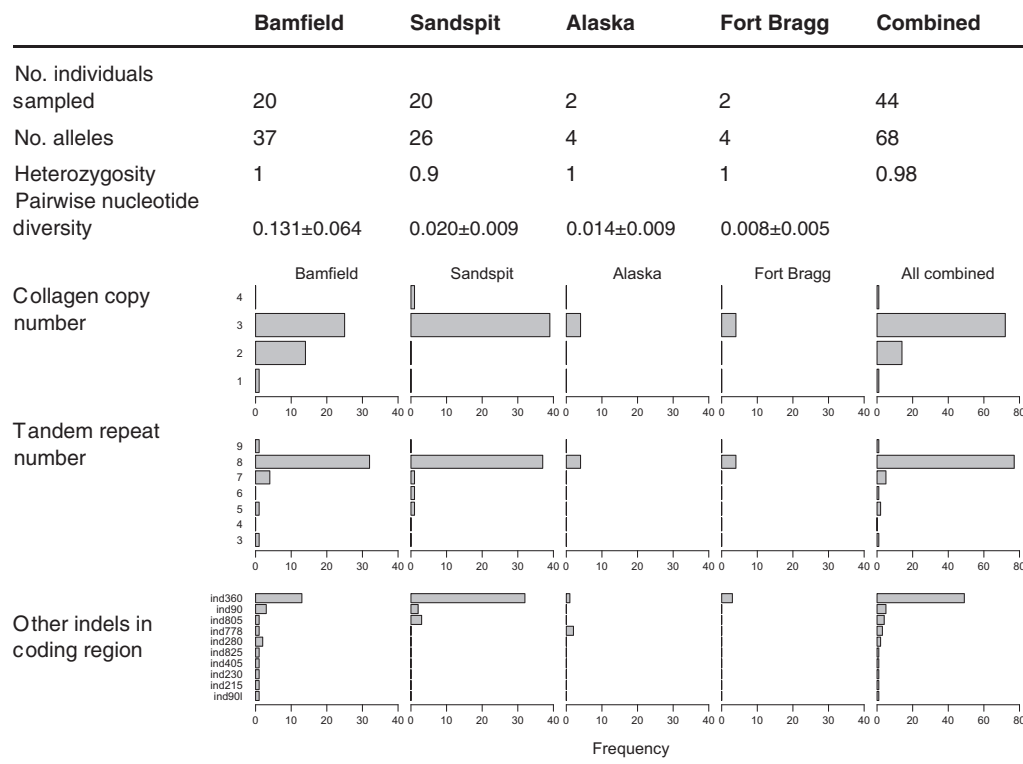 Bamfield Sandspit Alaska Fort Bragg Combined
No. individuals
sampled 20 20 2 2 44
No. alleles 37 26 4 4 68
Heterozygosity 1 0.9 1 1 0.98
Pairwise nucleotide
diversity 0.131±0.064 0.020±0.009 0.014±0.009 0.008±0.005
Bamfield Sandspit Alaska Fort Bragg All combined
Collagen copy
number
4
3
2
1
0 10 20 30 40 0 10 20 30 40 0 10 20 30 40 0 10 20 30 40 0 20 40 60 80
Tandem repeat
number
9
8
7
6
5
4
3
0 10 20 30 40 0 10 20 30 40 0 10 20 30 40 0 10 20 30 40 0 20 40 60 80
Other indels in
coding region
ind360
ind90
ind805
ind778
ind280
ind825
ind405
ind230
ind215
ind90l
0 10 20 30 40 0 10 20 30 40 0 10 20 30 40 0 10 20 30 40 0 20 40 60 80
Frequency